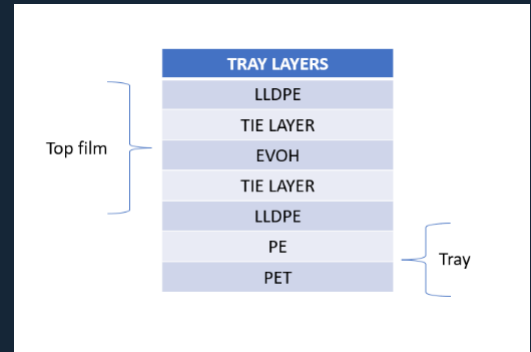 TRAY LAYERS
LLDPE
TIE LAYER
Top film
EVOH
TIE LAYER
LLDPE
PE
Tray
PET